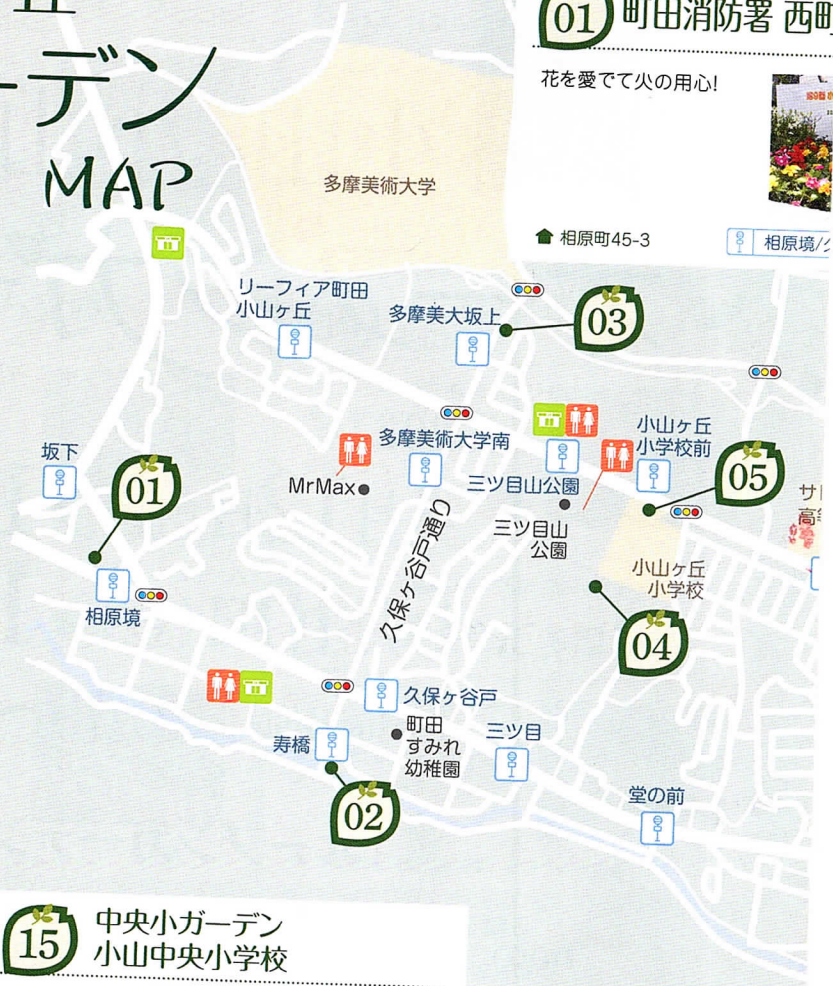 ーデン
MAP
01 町田消防署 西町
花を愛でて火の用心!
相原町45-3
相原境/
多摩美術大学
リーフィア町田
小山ヶ丘
多摩美大坂上
03
多摩美術大学南
MrMax
三ツ目山公園
三ツ目山
公園
小山ヶ丘
小学校前
05
坂下
01
相原境
久保ヶ谷戸通り
小山ヶ丘
小学校
04
久保ヶ谷戸
町田
すみれ
幼稚園
寿橋
三ツ目
02
堂の前
15
中央小ガーデン
小山中央小学校